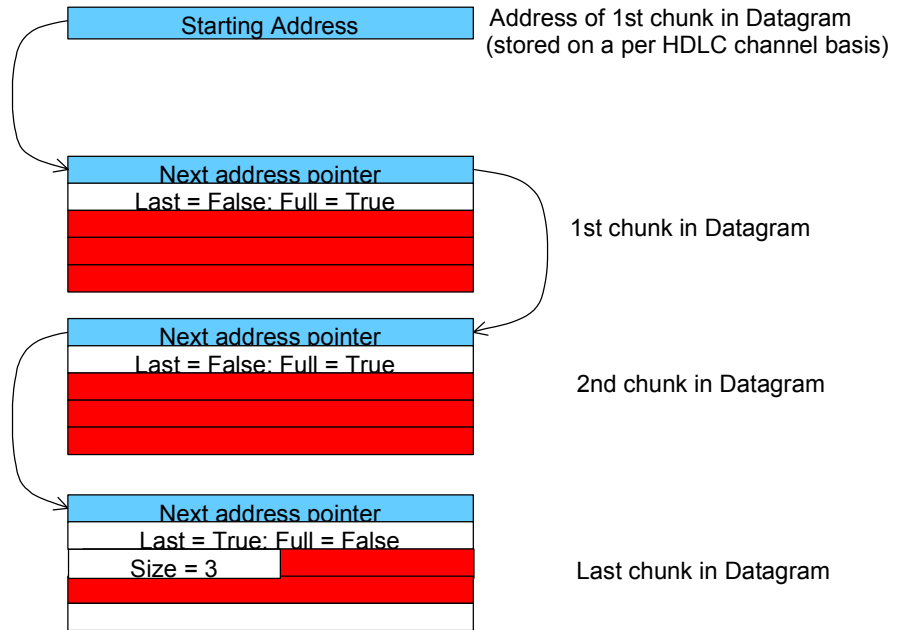 Starting Address
Address of 1st chunk in Datagram
(stored on a per HDLC channel basis)
Next address pointer
Last = False; Full = True
1st chunk in Datagram
Next address pointer
Last = False; Full = True
2nd chunk in Datagram
Next address pointer
Last = True; Full = False
Size = 3
Last chunk in Datagram